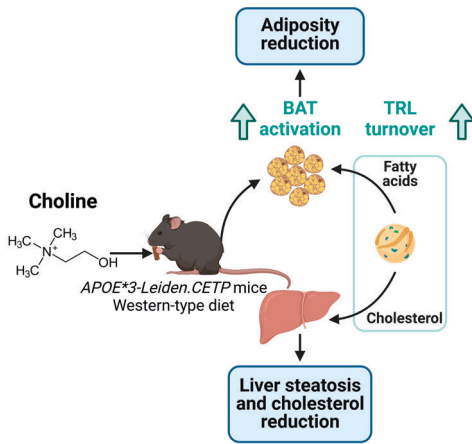 Adiposity
reduction
BAT
activation
TRL
turnover
Fatty
acids
Choline
CH₃
H₃C
N⁺
H₃C
OH
APOE*3-Leiden.CETP mice
Western-type diet
Cholesterol
Liver steatosis
and cholesterol
reduction